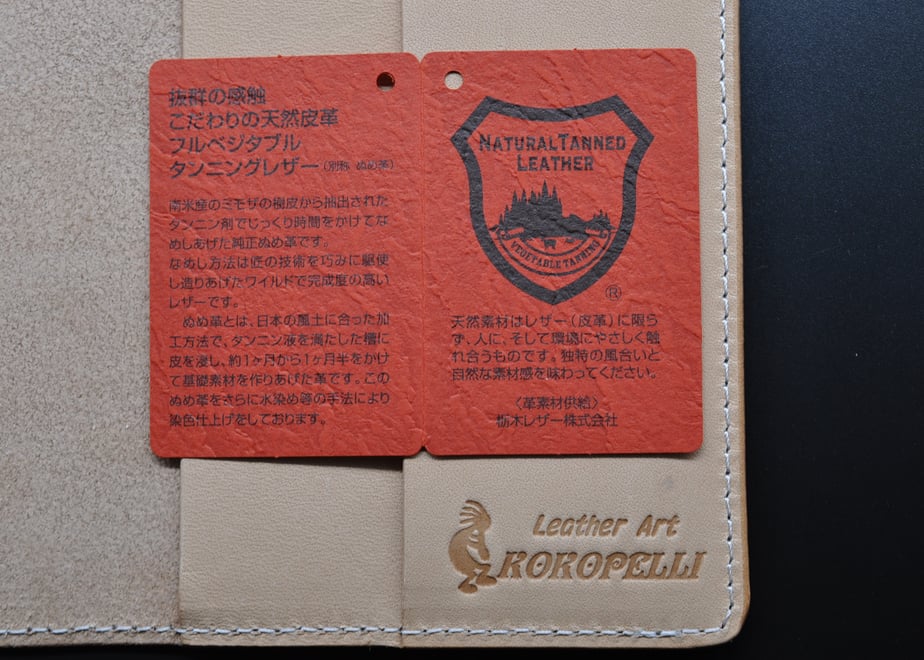 抜群の感触
こだわりの天然皮革
フルベジタブル
タンニングレザー(別称 ぬめ革)
南米産のミモザの樹皮から抽出された
タンニン剤でじっくり時間をかけてな
めしあげた純正ぬめ革です。
なめし方法は匠の技術を巧みに駆使
し造りあげたワイルドで完成度の高い
レザーです。
ぬめ革とは、日本の風土に合った加
工方法で、タンニン液を満たした槽に
皮を浸し、約1ヶ月から1ヶ月半をかけ
て基礎素材を作りあげた革です。この
ぬめ革をさらに水染め等の手法により
染色仕上げをしております。
NATURAL TANNED
LEATHER
VEGETABLE TANNING
®
天然素材はレザー(皮革)に限ら
ず、人に、そして環境にやさしく触
れ合うものです。独特の風合いと
自然な素材感を味わってください。
〈革素材供給〉
栃木レザー株式会社
Leather Art
KOKOPELLI